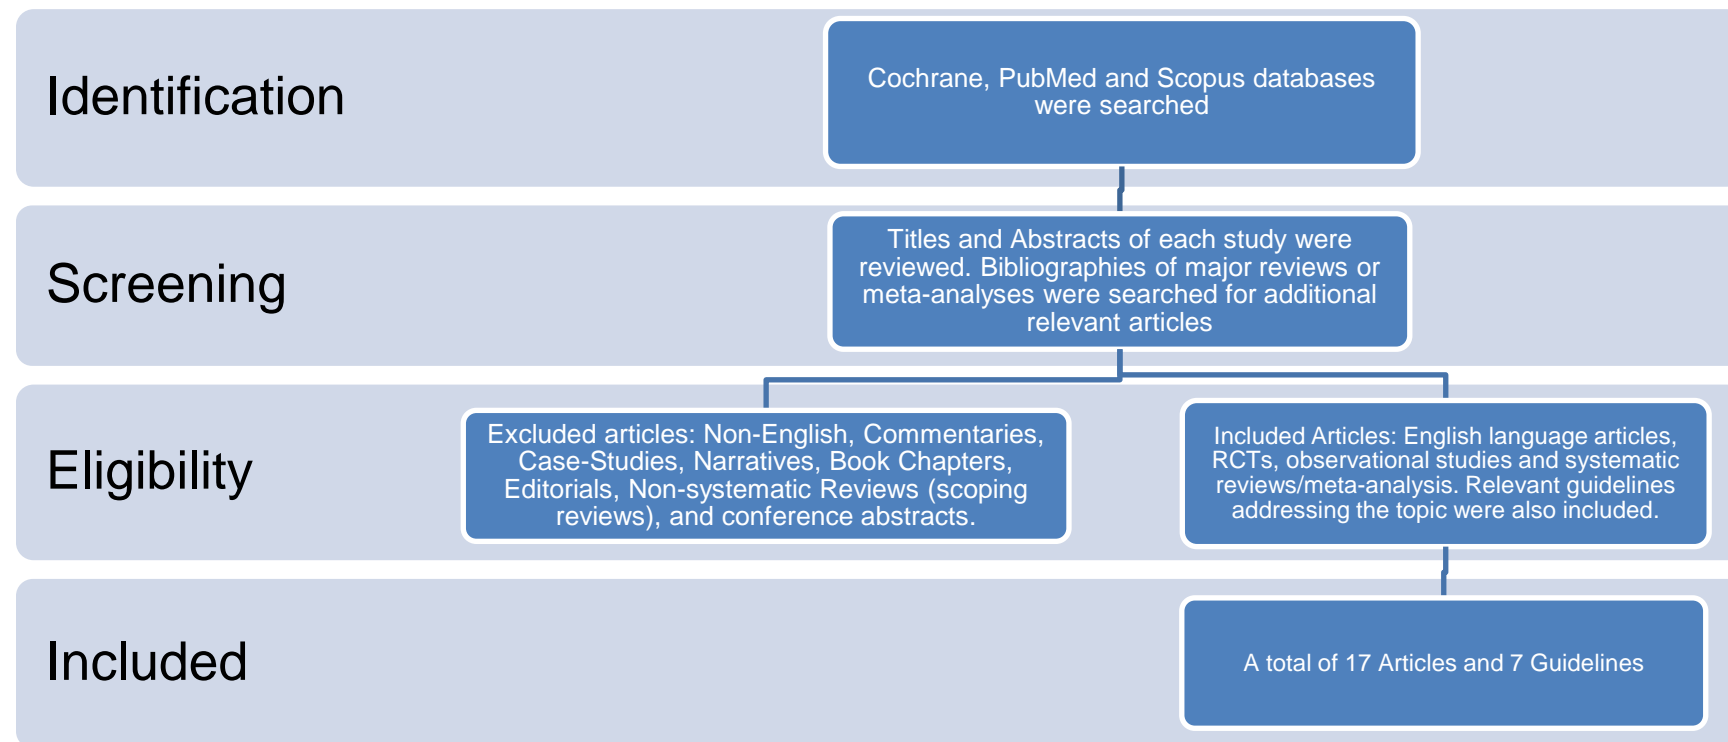 Identification
Cochrane, PubMed and Scopus databases
were searched
Screening
Titles and Abstracts of each study were
reviewed. Bibliographies of major reviews or
meta-analyses were searched for additional
relevant articles
Eligibility
Excluded articles: Non-English, Commentaries,
Case-Studies, Narratives, Book Chapters,
Editorials, Non-systematic Reviews (scoping
reviews), and conference abstracts.
Included Articles: English language articles,
RCTs, observational studies and systematic
reviews/meta-analysis. Relevant guidelines
addressing the topic were also included.
Included
A total of 17 Articles and 7 Guidelines